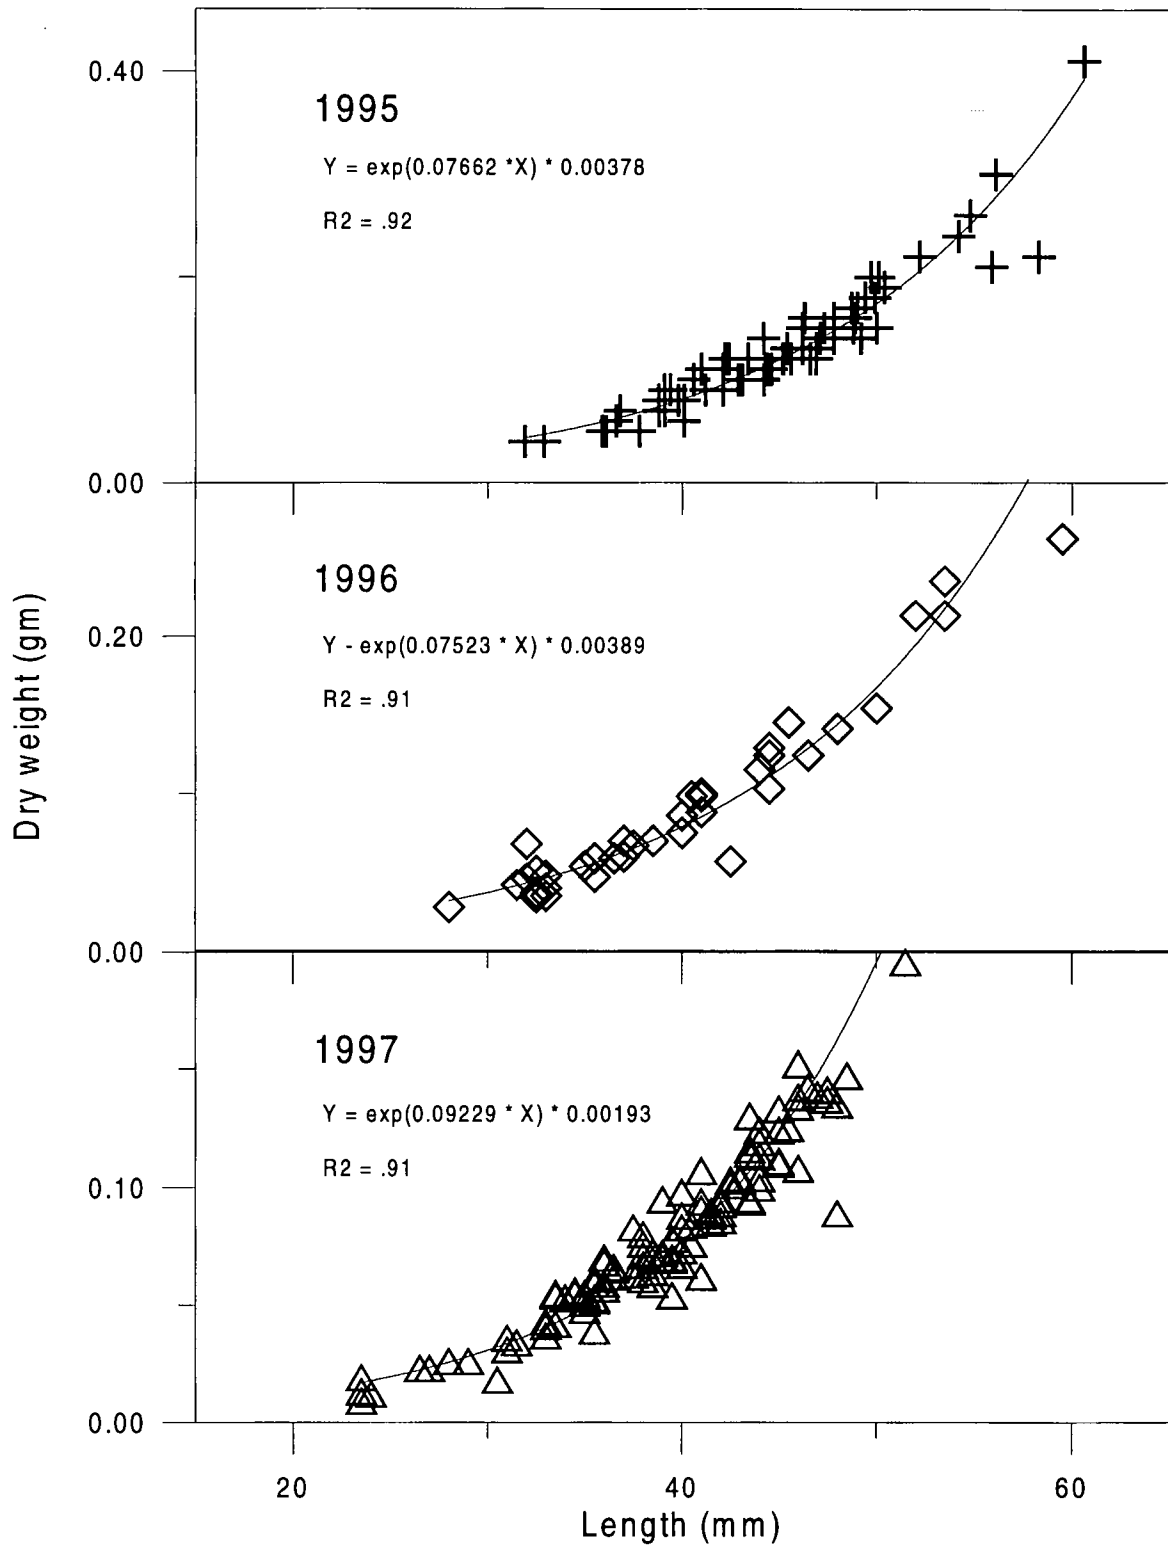 0.40
1995
Y = exp(0.07662 *X) * 0.00378
R2 = .92
0.00
1996
Y - exp(0.07523 * X) * 0.00389
0.20
R2 = .91
Dry weight (gm)
0.00
1997
Y = exp(0.09229 * X) * 0.00193
R2 = .91
0.10
0.00
20 40 60
Length (mm)